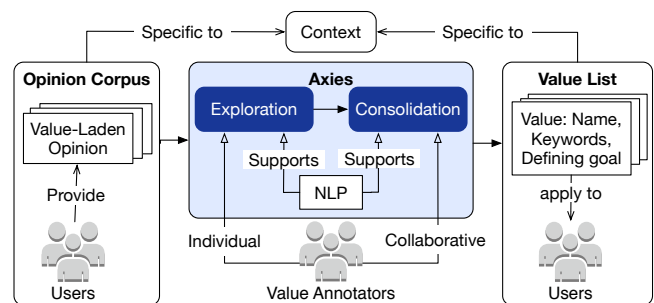 Specific to
Context
Specific to
Opinion Corpus
Value-Laden
Opinion
Provide
Users
Axies
Exploration
Consolidation
Supports
Supports
NLP
Individual
Collaborative
Value Annotators
Value List
Value: Name,
Keywords,
Defining goal
apply to
Users